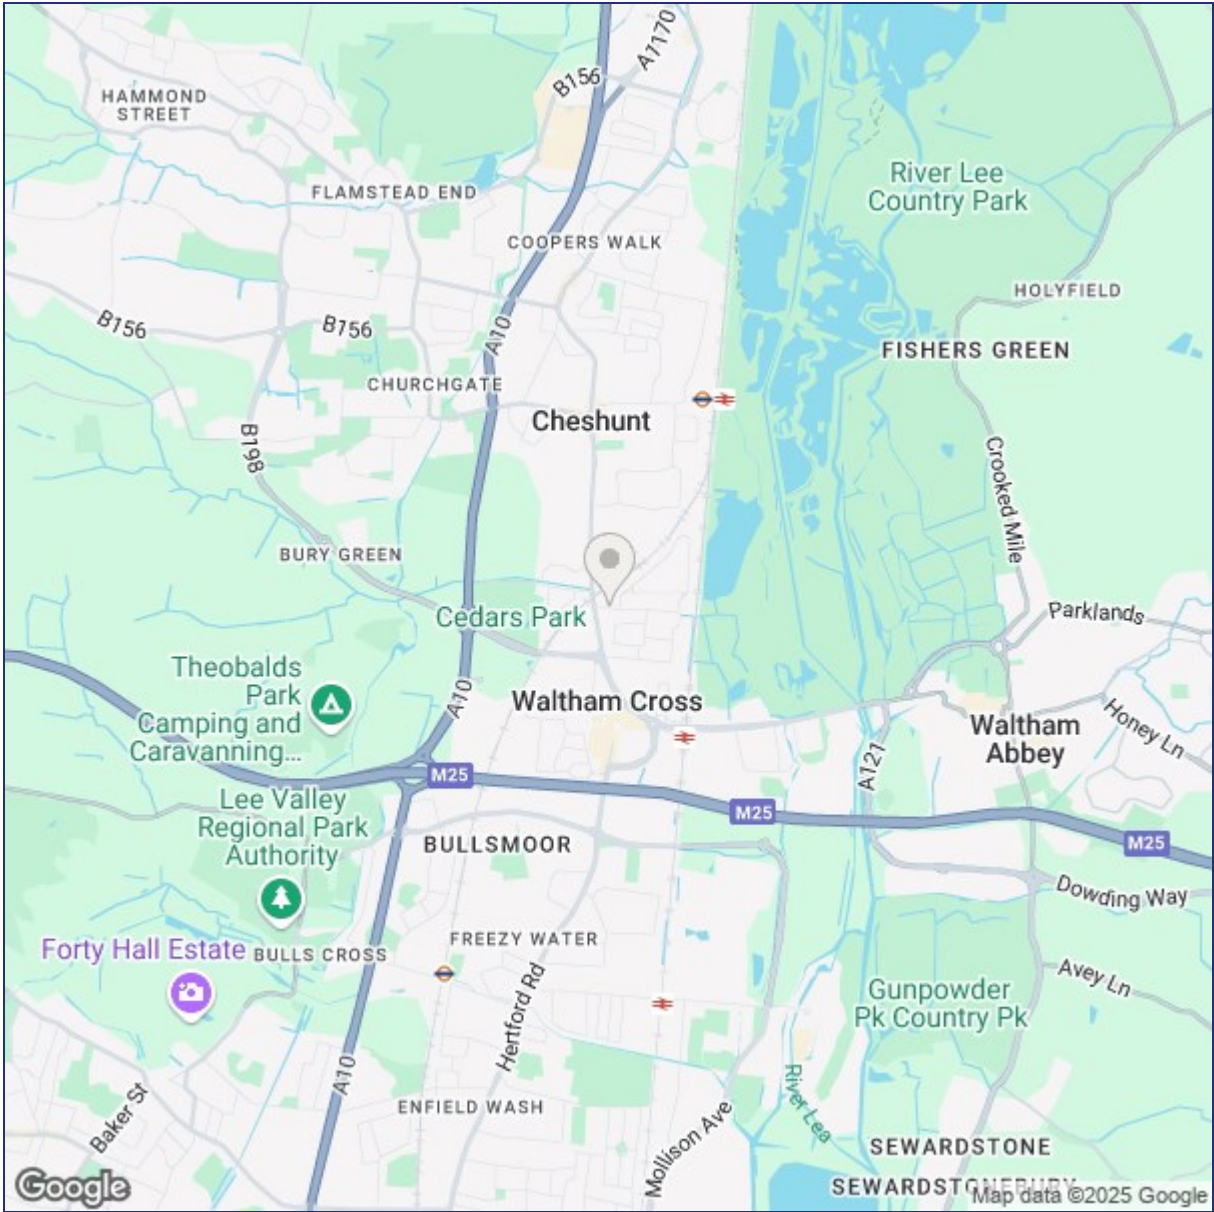 A1170
B156
HAMMOND
STREET
River Lee
Country Park
FLAMSTEAD END
COOPERS WALK
HOLYFIELD
B156
B156
A10
FISHERS GREEN
CHURCHGATE
Cheshunt
B198
Crooked Mile
BURY GREEN
Cedars Park
Parklands
Theobalds
Park
Camping and
Caravanning...
A10
Waltham Cross
Waltham
Abbey
Honey Ln
A121
M25
Lee Valley
Regional Park
Authority
M25
BULLSMOOR
M25
Dowding Way
Forty Hall Estate
BULLS CROSS
FREEZY WATER
Hertford Rd
Avey Ln
Gunpowder
Pk Country Pk
A10
River Lea
Baker St
ENFIELD WASH
Mollison Ave
SEWARDSTONE
SEWARDSTONEBURY
Google
Map data ©2025 Google